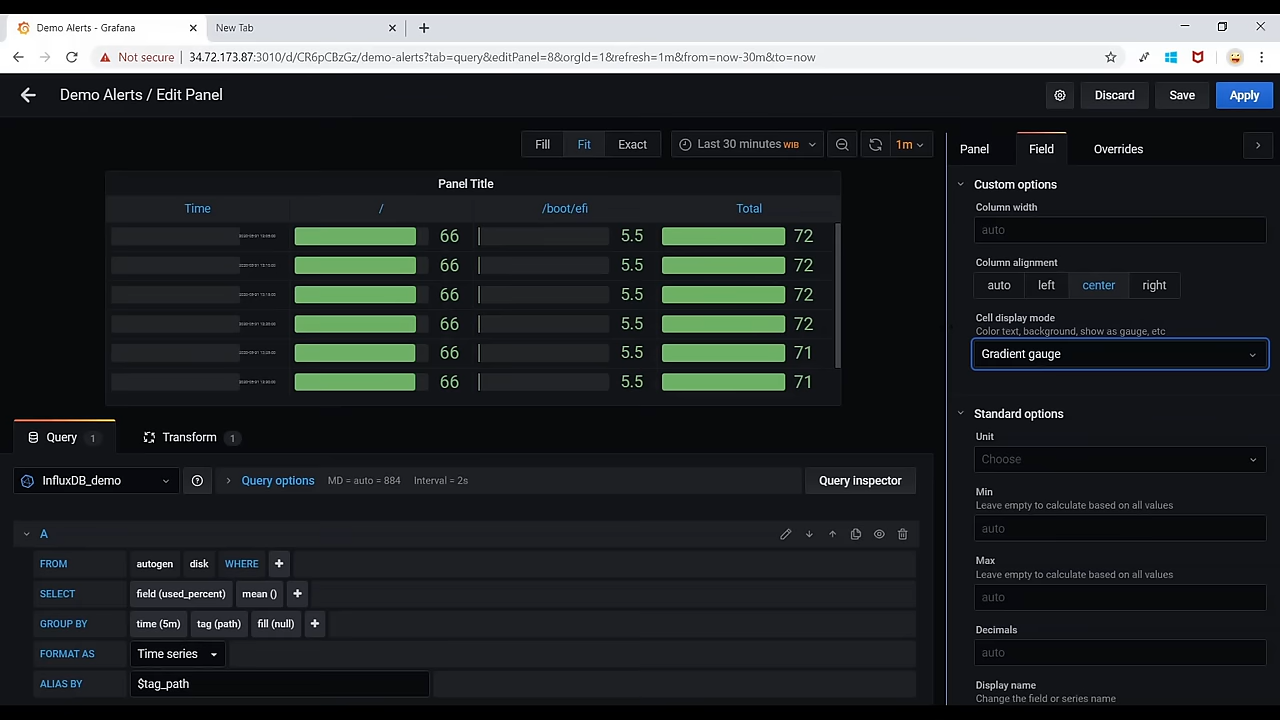 Demo Alerts - Grafana
New Tab
Not secure 34.72.173.87:3010/d/CR6pCBzGz/demo-alerts?tab=query&editPanel=8&orgId=1&refresh=1m&from=now-30m&to=now
Demo Alerts / Edit Panel
Discard Save Apply
Fill Fit Exact Last 30 minutes WIB 1m
Panel Field Overrides
Panel Title
Time / /boot/efi Total
66 5.5 72
66 5.5 72
66 5.5 72
66 5.5 72
66 5.5 71
66 5.5 71
Query 1 Transform 1
InfluxDB_demo Query options MD = auto = 884 Interval = 2s Query inspector
A
FROM autogen disk WHERE +
SELECT field (used_percent) mean () +
GROUP BY time (5m) tag (path) fill (null) +
FORMAT AS Time series
ALIAS BY $tag_path
Custom options
Column width
auto
Column alignment
auto left center right
Cell display mode
Color text, background, show as gauge, etc
Gradient gauge
Standard options
Unit
Choose
Min
Leave empty to calculate based on all values
auto
Max
Leave empty to calculate based on all values
auto
Decimals
auto
Display name
Change the field or series name